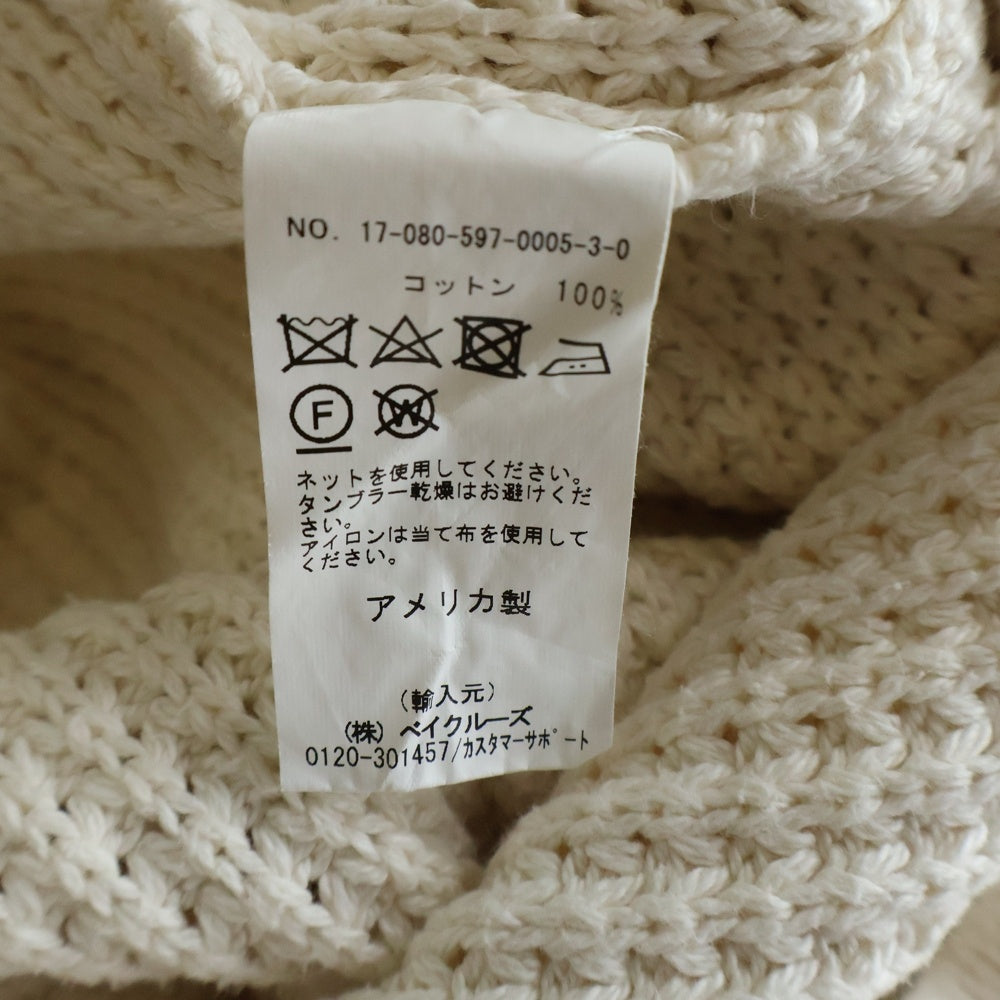 NO. 17-080-597-0005-3-0
コットン 100%
F W
ネットを使用してください。
タンブラー乾燥はお避けくだ
さい。
アイロンは当て布を使用して
ください。
アメリカ製
(輸入元)
(株) ベイクルーズ
0120-301457/カスタマーサポート